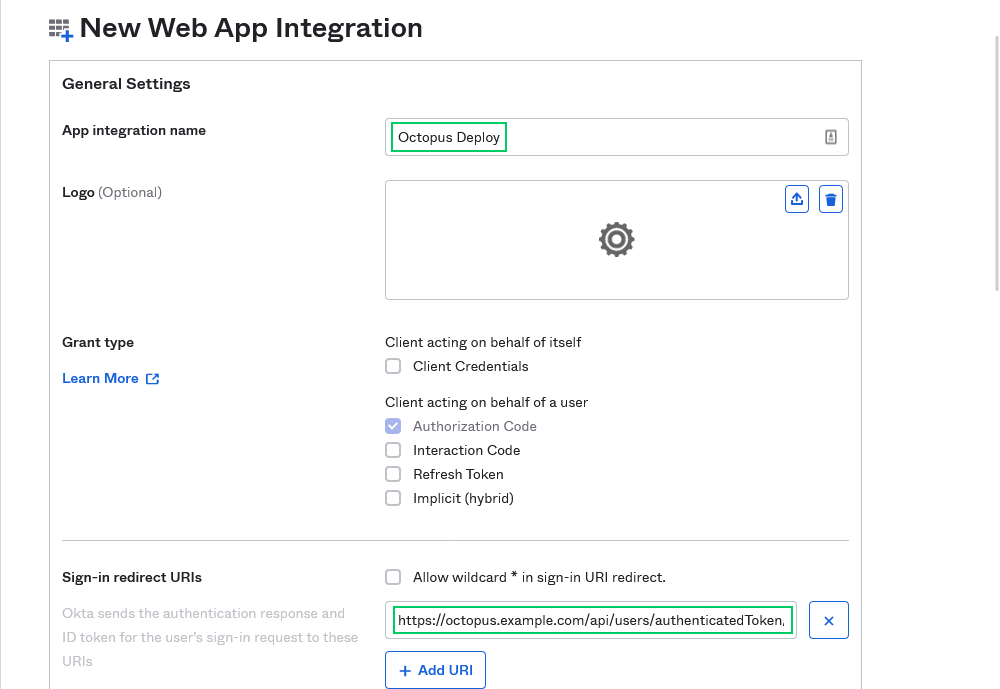 New Web App Integration
General Settings
App integration name
Octopus Deploy
Logo (Optional)
Grant type
Learn More
Client acting on behalf of itself
Client Credentials
Client acting on behalf of a user
Authorization Code
Interaction Code
Refresh Token
Implicit (hybrid)
Sign-in redirect URIs
Okta sends the authentication response and
ID token for the user's sign-in request to these
URIs
Allow wildcard * in sign-in URI redirect.
https://octopus.example.com/api/users/authenticatedToken/
+ Add URI